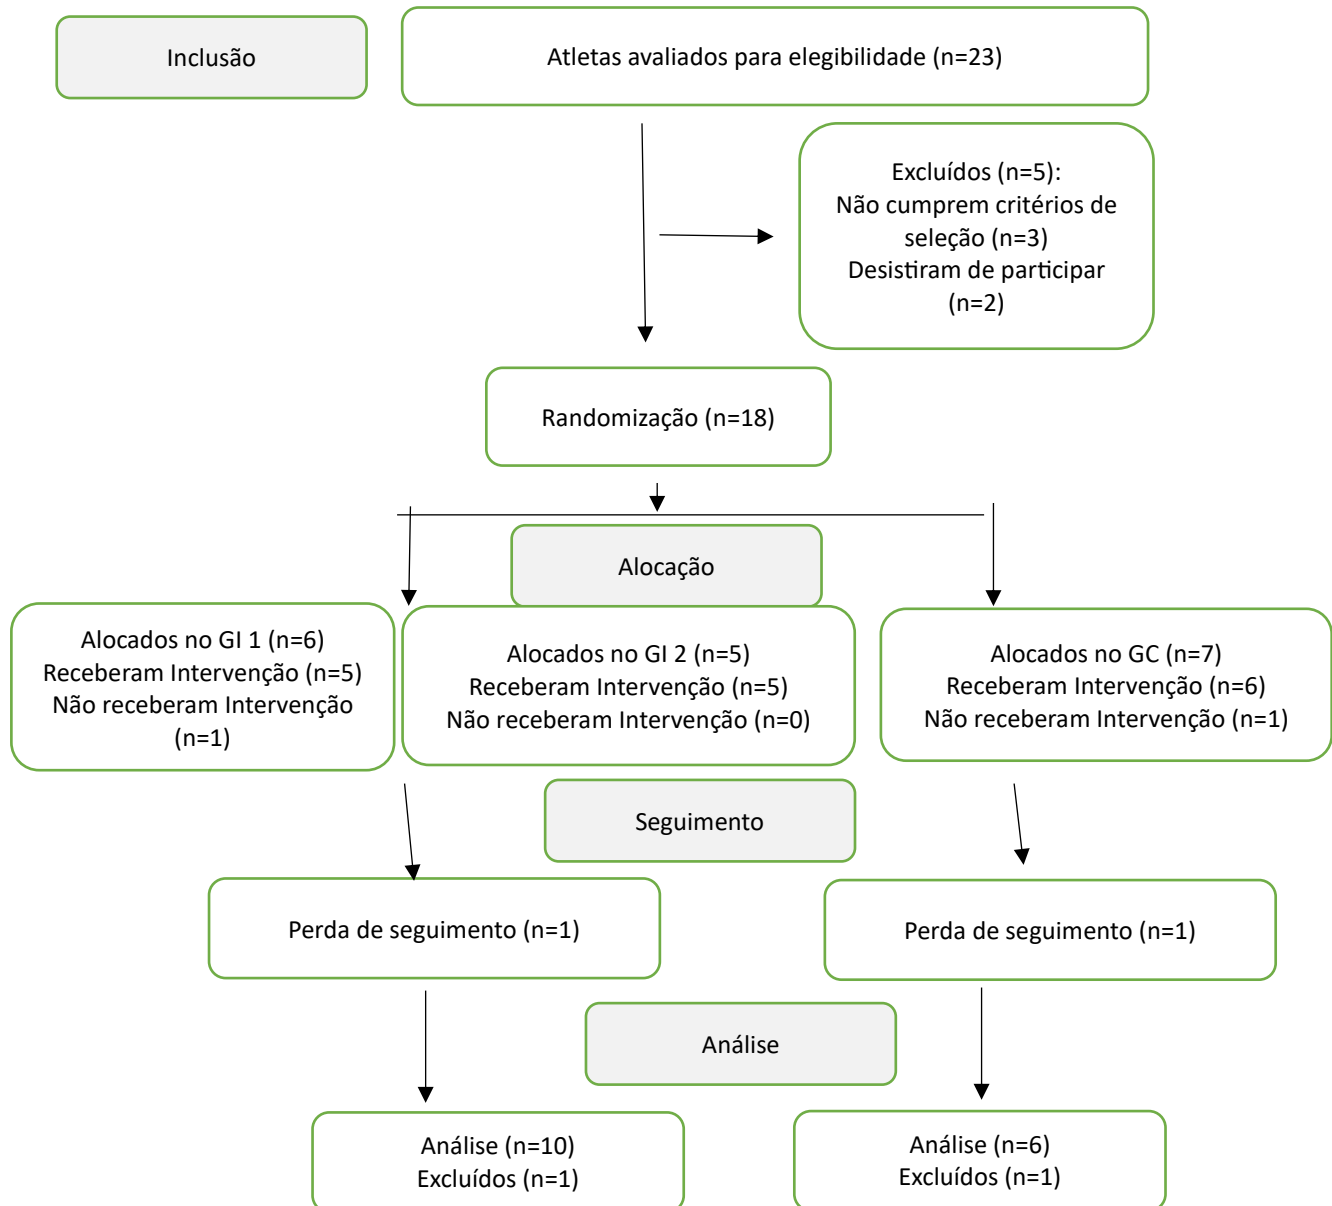 Inclusão
Atletas avaliados para elegibilidade (n=23)
Excluídos (n=5):
Não cumprem critérios de
seleção (n=3)
Desistiram de participar
(n=2)
Randomização (n=18)
Alocação
Alocados no GI 1 (n=6)
Receberam Intervenção (n=5)
Não receberam Intervenção
(n=1)
Alocados no GI 2 (n=5)
Receberam Intervenção (n=5)
Não receberam Intervenção (n=0)
Alocados no GC (n=7)
Receberam Intervenção (n=6)
Não receberam Intervenção (n=1)
Seguimento
Perda de seguimento (n=1)
Perda de seguimento (n=1)
Análise
Análise (n=10)
Excluídos (n=1)
Análise (n=6)
Excluídos (n=1)